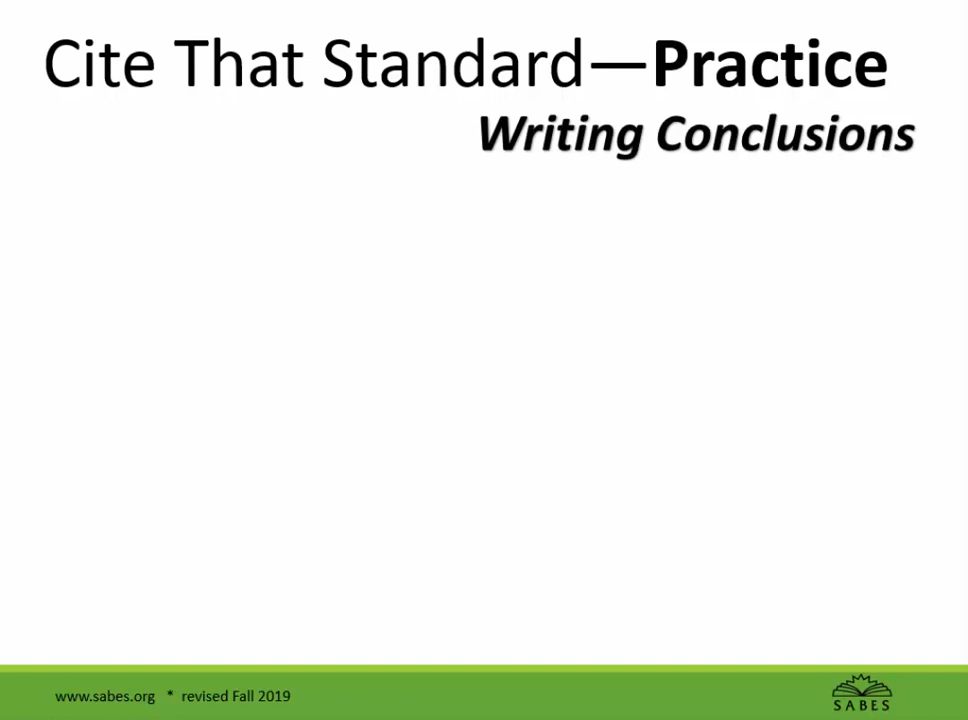 Cite That Standard—Practice
Writing Conclusions
www.sabes.org * revised Fall 2019
SABES